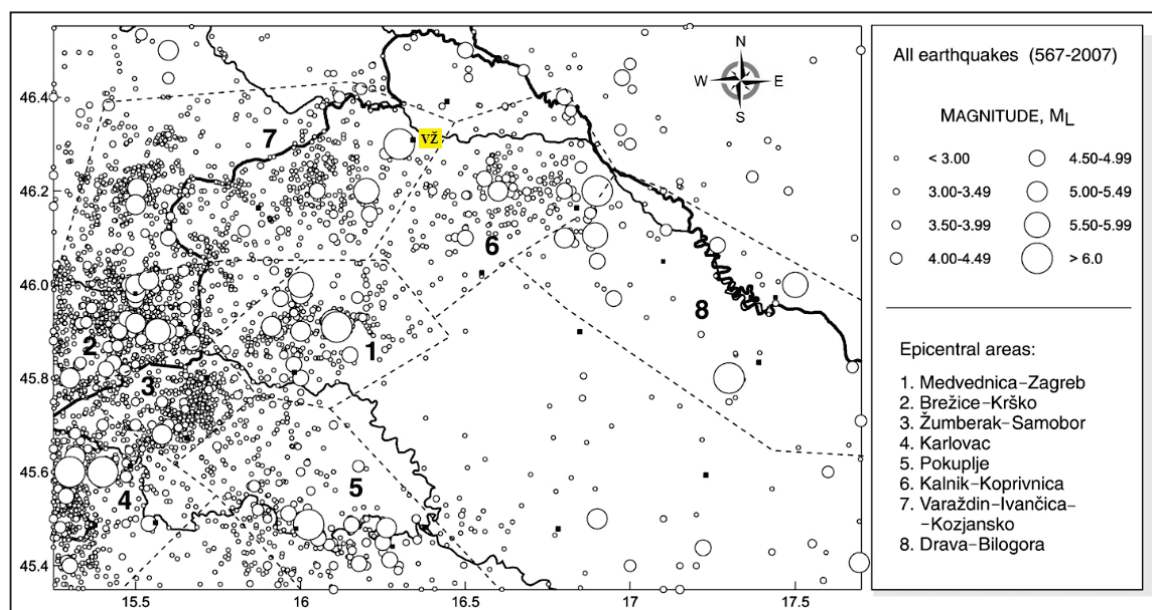 46.4
46.2
46.0
45.8
45.6
45.4
15.5
16
16.5
17
17.5
N
W E
S
7
VŽ
6
8
2
1
3
4
5
All earthquakes (567-2007)
MAGNITUDE, ML
< 3.00
4.50-4.99
3.00-3.49
5.00-5.49
3.50-3.99
5.50-5.99
4.00-4.49
> 6.0
Epicentral areas:
1. Medvednica–Zagreb
2. Brežice–Krško
3. Žumberak–Samobor
4. Karlovac
5. Pokuplje
6. Kalnik–Koprivnica
7. Varaždin–Ivančica–
–Kozjansko
8. Drava–Bilogora